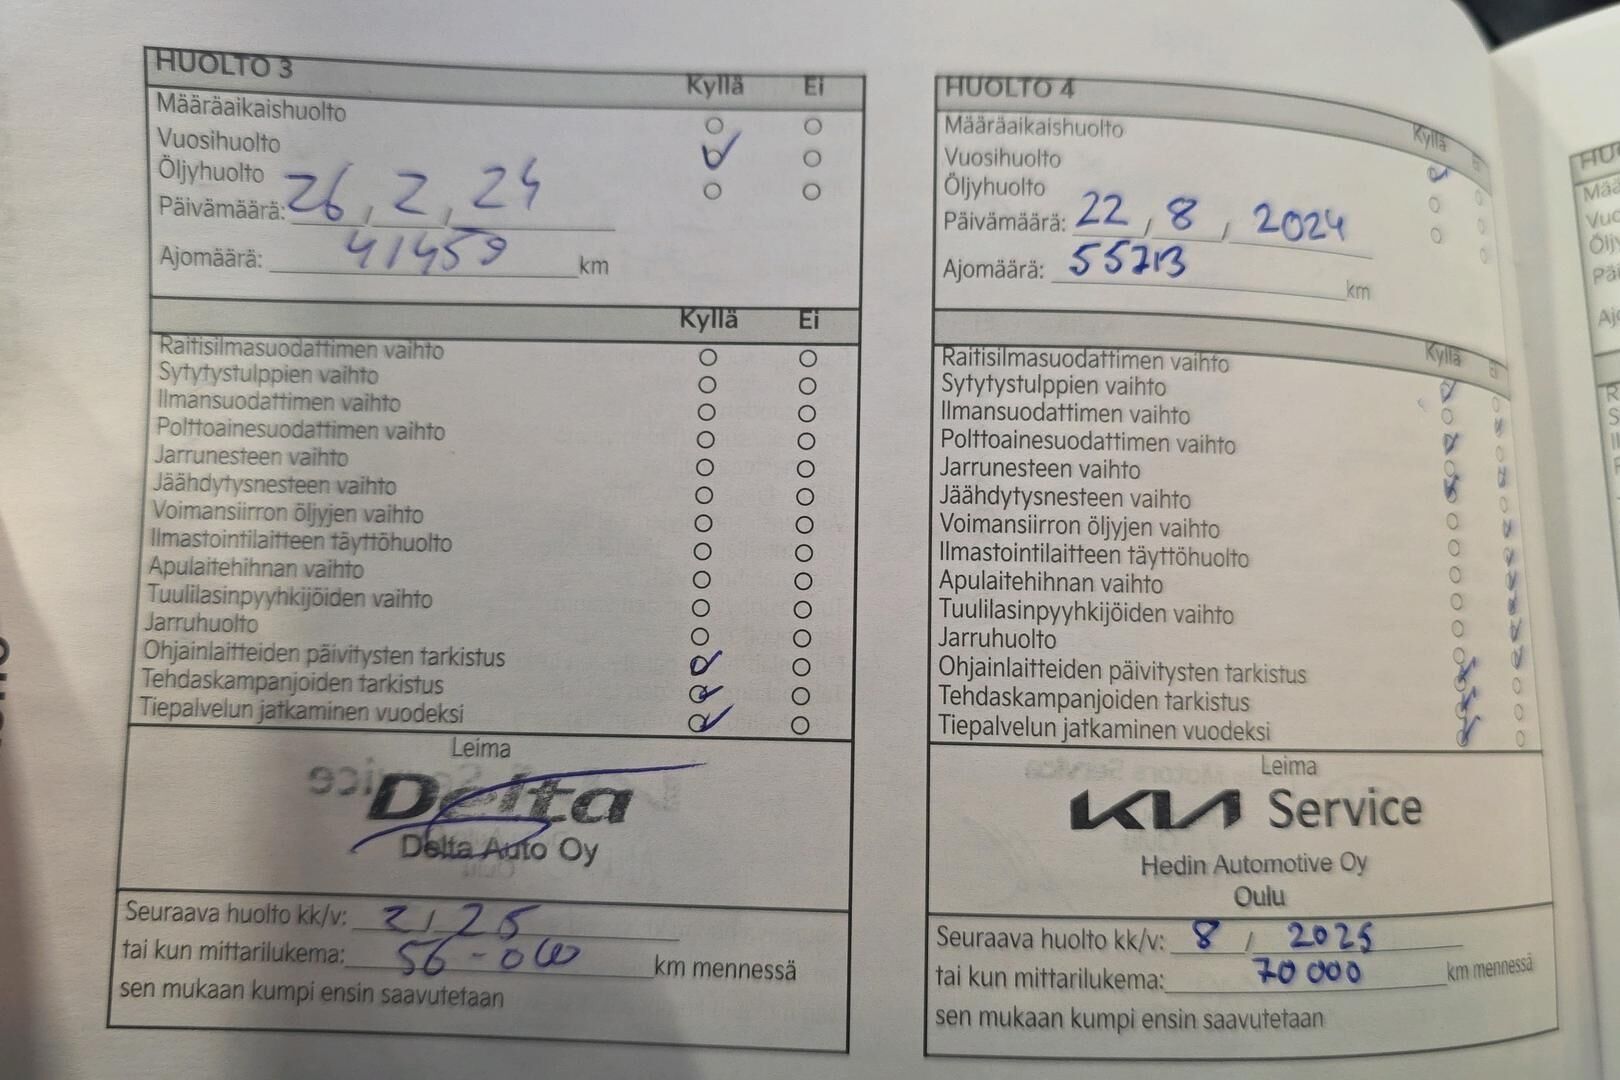 HUOLTO 3
Kyllä Ei
Määräaikaishuolto
Vuosihuolto
Öljyhuolto
Päivämäärä: 26, 2, 24
Ajomäärä: 41459 km
Kyllä Ei
Raitisilmasuodattimen vaihto
Sytytystulppien vaihto
Ilmansuodattimen vaihto
Polttoainesuodattimen vaihto
Jarrunesteen vaihto
Jäähdytysnesteen vaihto
Voimansiirron öljyjen vaihto
Ilmastointilaitteen täyttöhuolto
Apulaitehihnan vaihto
Tuulilasinpyyhkijöiden vaihto
Jarruhuolto
Ohjainlaitteiden päivitysten tarkistus
Tehdaskampanjoiden tarkistus
Tiepalvelun jatkaminen vuodeksi
Leima
Delta
Delta Auto Oy
Seuraava huolto kk/v: 2 / 25
tai kun mittarilukema: 56-000 km mennessä
sen mukaan kumpi ensin saavutetaan
HUOLTO 4
Kyllä Ei
Määräaikaishuolto
Vuosihuolto
Öljyhuolto
Päivämäärä: 22, 8, 2024
Ajomäärä: 55713 km
Kyllä Ei
Raitisilmasuodattimen vaihto
Sytytystulppien vaihto
Ilmansuodattimen vaihto
Polttoainesuodattimen vaihto
Jarrunesteen vaihto
Jäähdytysnesteen vaihto
Voimansiirron öljyjen vaihto
Ilmastointilaitteen täyttöhuolto
Apulaitehihnan vaihto
Tuulilasinpyyhkijöiden vaihto
Jarruhuolto
Ohjainlaitteiden päivitysten tarkistus
Tehdaskampanjoiden tarkistus
Tiepalvelun jatkaminen vuodeksi
Leima
KIA Service
Hedin Automotive Oy
Oulu
Seuraava huolto kk/v: 8 / 2025
tai kun mittarilukema: 70 000 km mennessä
sen mukaan kumpi ensin saavutetaan